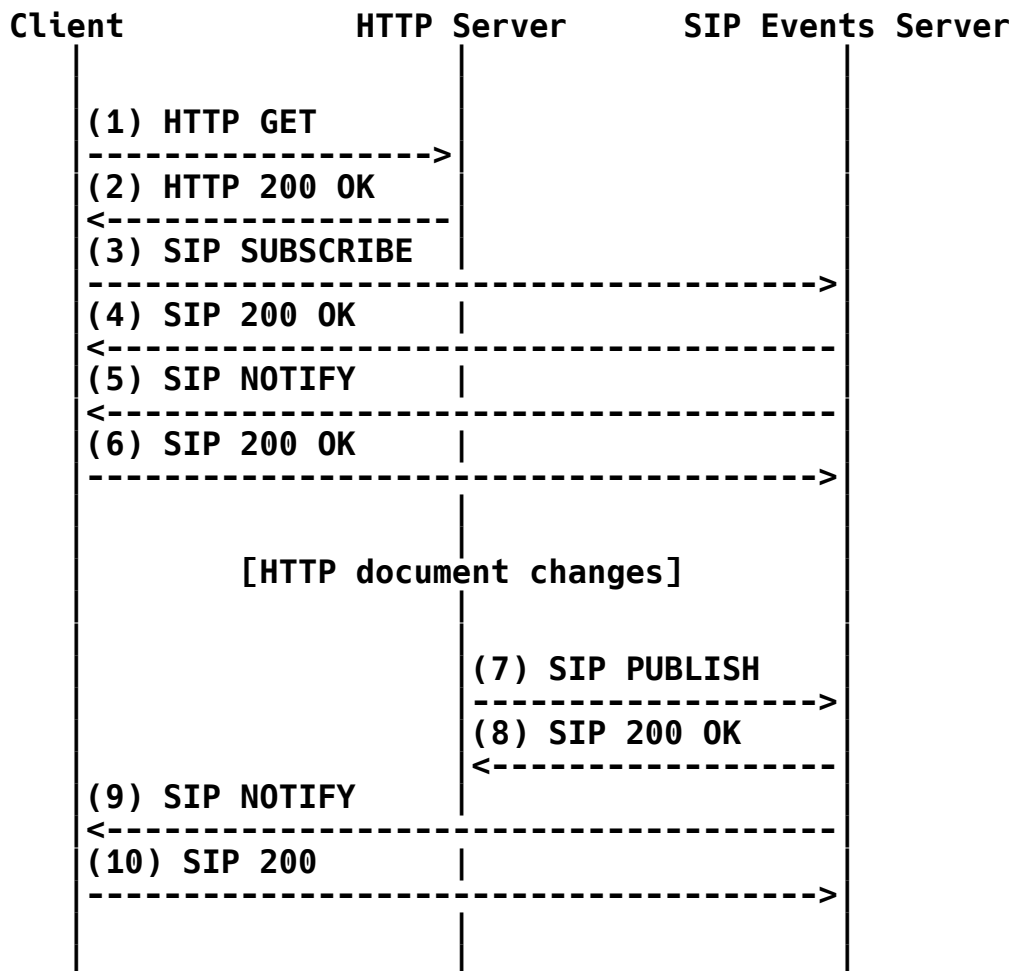 Client HTTP Server SIP Events Server
(1) HTTP GET
(2) HTTP 200 OK
(3) SIP SUBSCRIBE
(4) SIP 200 OK
(5) SIP NOTIFY
(6) SIP 200 OK
[HTTP document changes]
(7) SIP PUBLISH
(8) SIP 200 OK
(9) SIP NOTIFY
(10) SIP 200